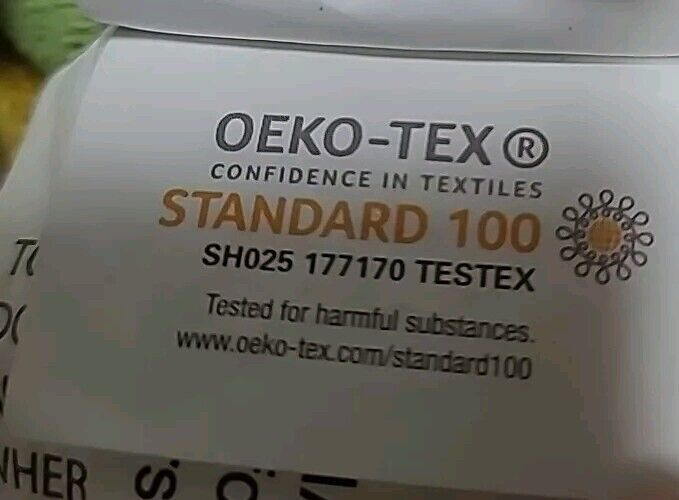 OEKO-TEX®
CONFIDENCE IN TEXTILES
STANDARD 100
SH025 177170 TESTEX
Tested for harmful substances.
www.oeko-tex.com/standard100